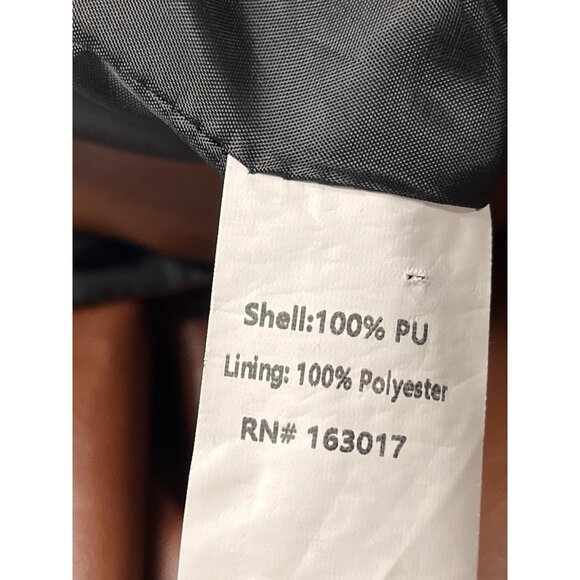 Shell:100% PU
Lining: 100% Polyester
RN# 163017